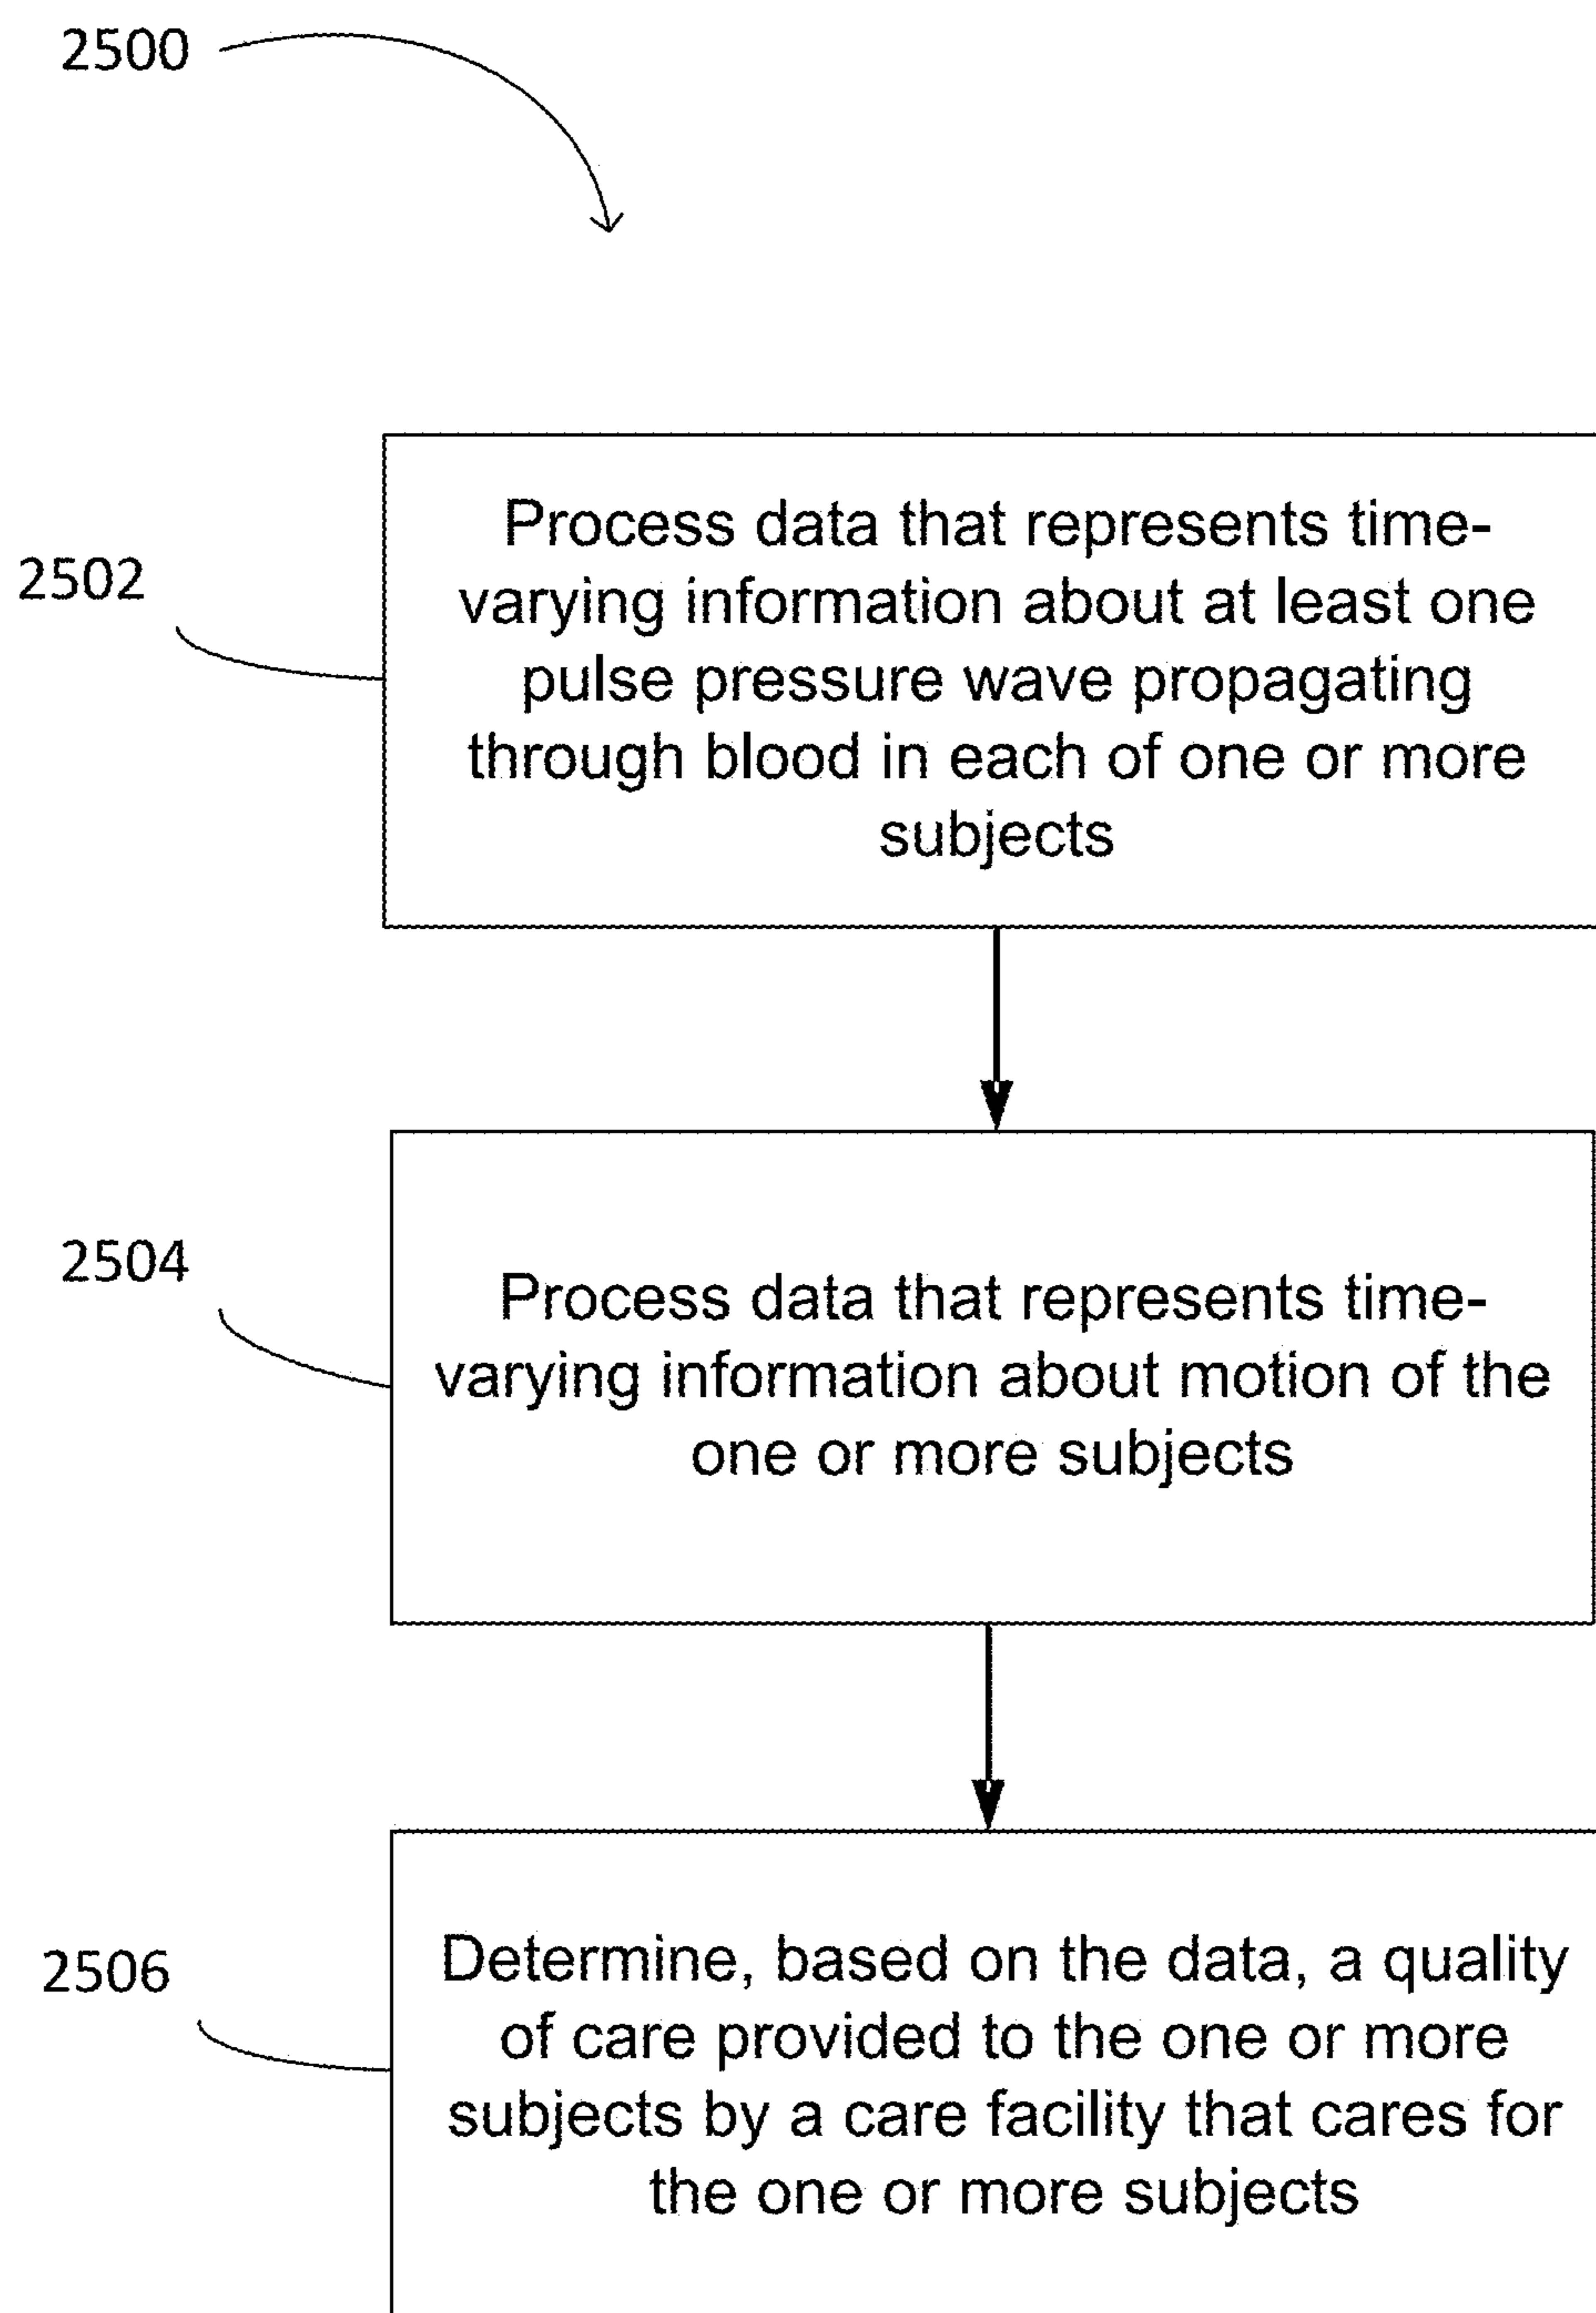 2500
2502
Process data that represents time-
varying information about at least one
pulse pressure wave propagating
through blood in each of one or more
subjects
2504
Process data that represents time-
varying information about motion of the
one or more subjects
2506
Determine, based on the data, a quality
of care provided to the one or more
subjects by a care facility that cares for
the one or more subjects